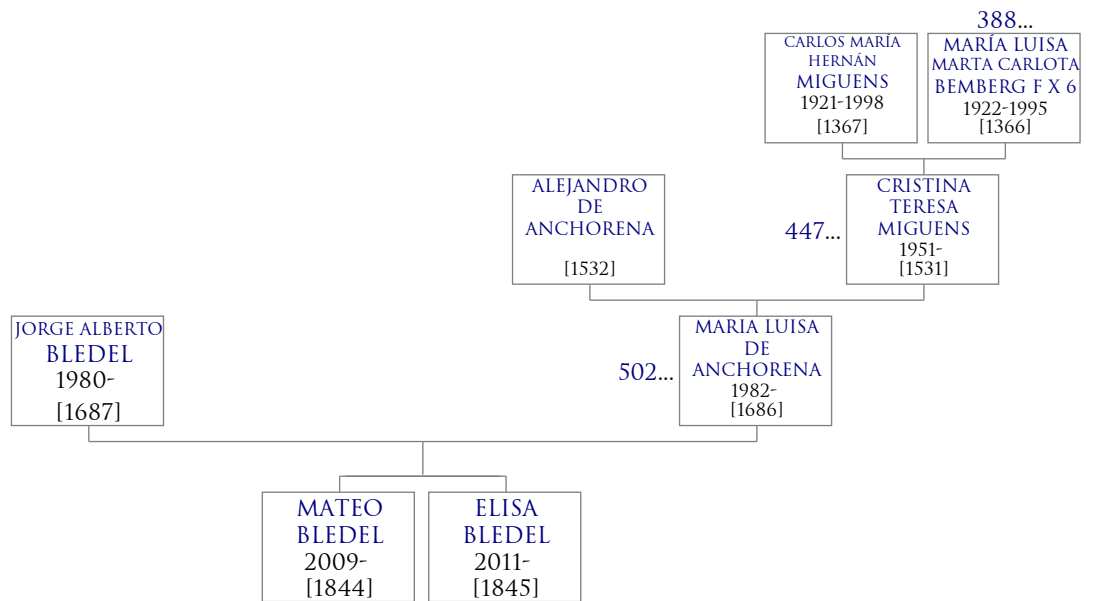 388...
CARLOS MARÍA
HERNÁN
MIGUENS
1921-1998
[1367]
MARÍA LUISA
MARTA CARLOTA
BEMBERG F X 6
1922-1995
[1366]
ALEJANDRO
DE
ANCHORENA
[1532]
447...
CRISTINA
TERESA
MIGUENS
1951-
[1531]
JORGE ALBERTO
BLEDEL
1980-
[1687]
502...
MARIA LUISA
DE
ANCHORENA
1982-
[1686]
MATEO
BLEDEL
2009-
[1844]
ELISA
BLEDEL
2011-
[1845]